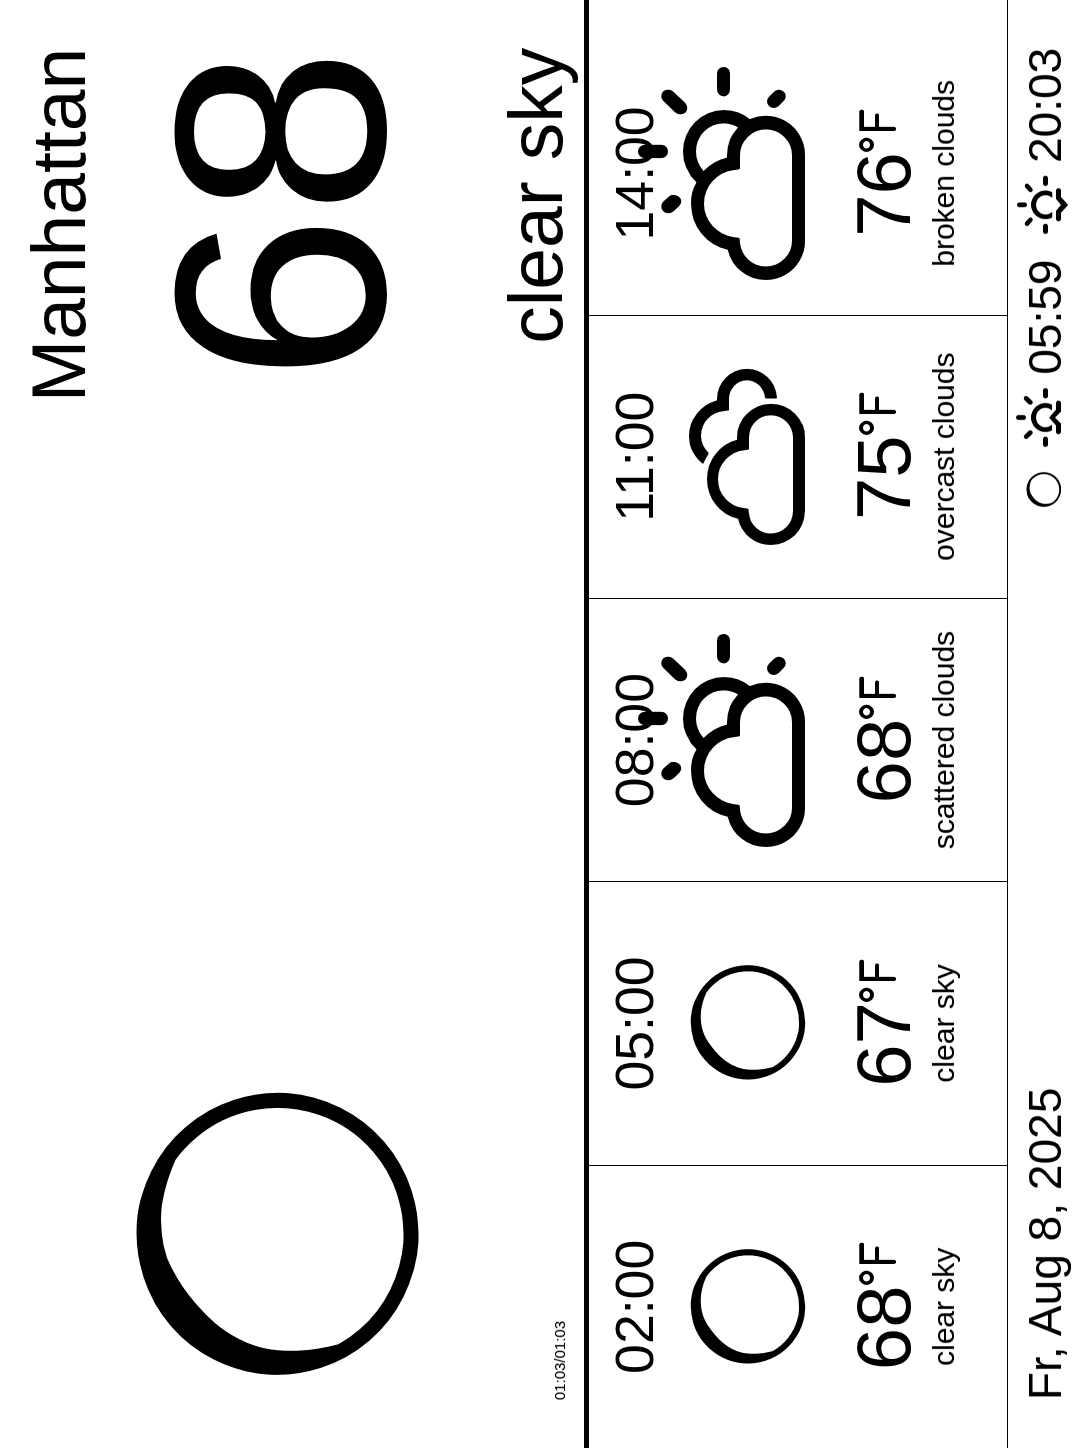 Manhattan
68
clear sky
01:03/01:03
02:00
68°F
clear sky
05:00
67°F
clear sky
08:00
68°F
scattered clouds
11:00
75°F
overcast clouds
14:00
76°F
broken clouds
Fr, Aug 8, 2025
05:59 20:03